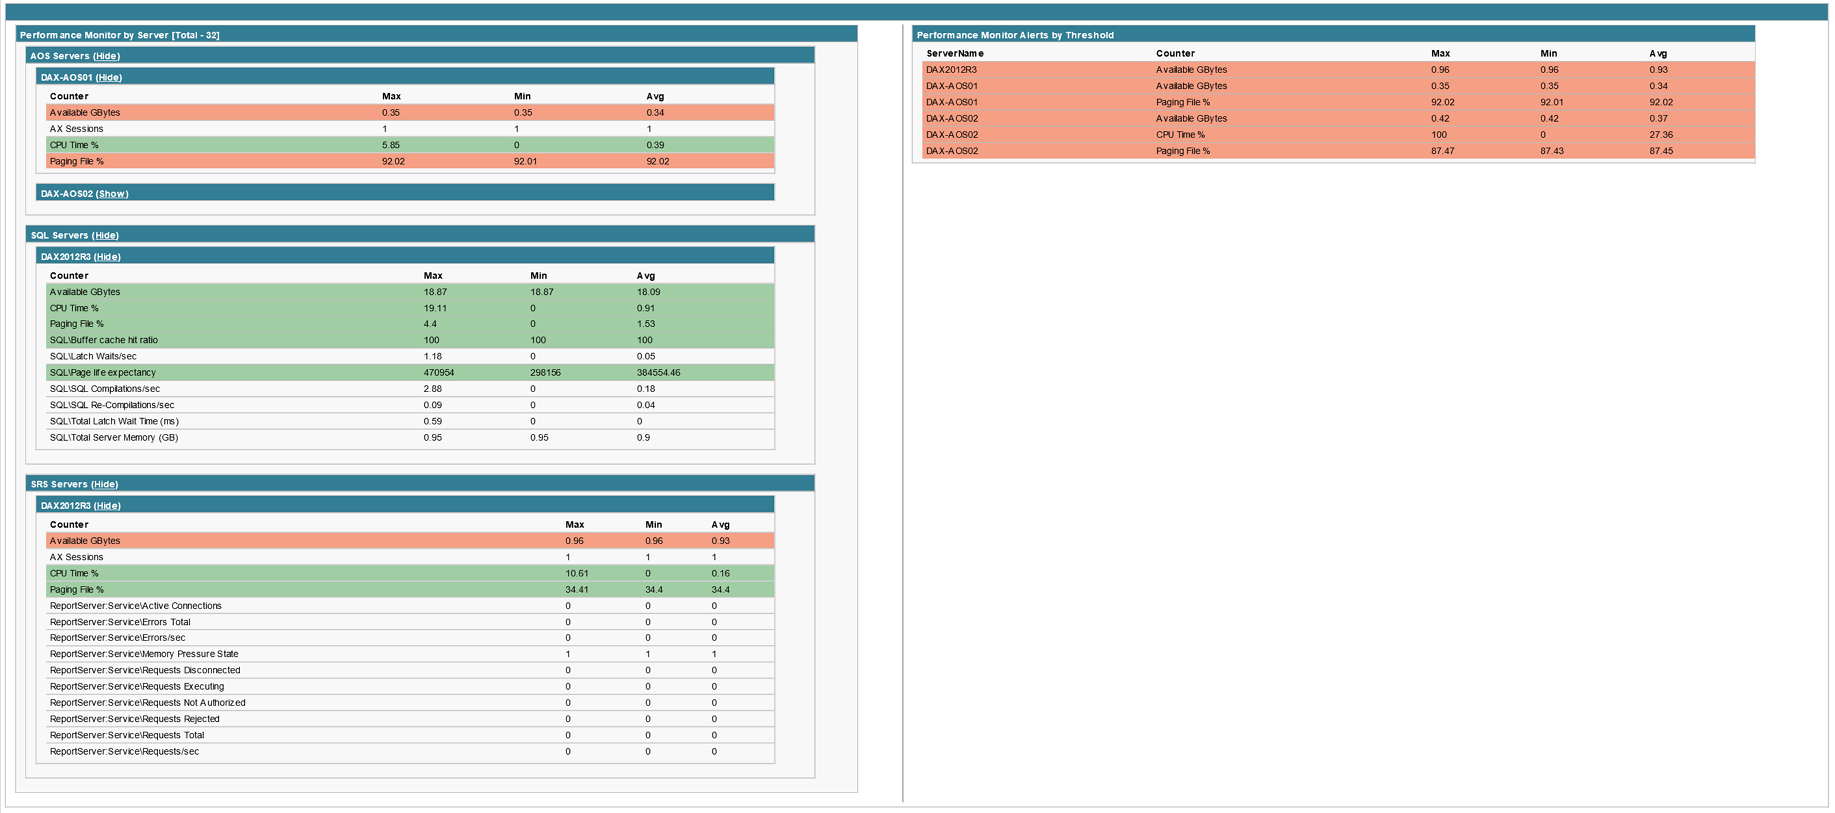 Performance Monitor by Server [Total - 32]
AOS Servers (Hide)
DAX-AOS01 (Hide)
Counter Max Min Avg
Available GBytes 0.35 0.35 0.34
AX Sessions 1 1 1
CPU Time % 5.85 0 0.39
Paging File % 92.02 92.01 92.02
DAX-AOS02 (Show)
SQL Servers (Hide)
DAX2012R3 (Hide)
Counter Max Min Avg
Available GBytes 18.87 18.87 18.09
CPU Time % 19.11 0 0.91
Paging File % 4.4 0 1.53
SQL\Buffer cache hit ratio 100 100 100
SQL\Latch Waits/sec 1.18 0 0.05
SQL\Page life expectancy 470954 298156 384554.46
SQL\SQL Compilations/sec 2.88 0 0.18
SQL\SQL Re-Compilations/sec 0.09 0 0.04
SQL\Total Latch Wait Time (ms) 0.59 0 0
SQL\Total Server Memory (GB) 0.95 0.95 0.9
SRS Servers (Hide)
DAX2012R3 (Hide)
Counter Max Min Avg
Available GBytes 0.96 0.96 0.93
AX Sessions 1 1 1
CPU Time % 10.61 0 0.16
Paging File % 34.41 34.4 34.4
ReportServer:Service\Active Connections 0 0 0
ReportServer:Service\Errors Total 0 0 0
ReportServer:Service\Errors/sec 0 0 0
ReportServer:Service\Memory Pressure State 1 1 1
ReportServer:Service\Requests Disconnected 0 0 0
ReportServer:Service\Requests Executing 0 0 0
ReportServer:Service\Requests Not Authorized 0 0 0
ReportServer:Service\Requests Rejected 0 0 0
ReportServer:Service\Requests Total 0 0 0
ReportServer:Service\Requests/sec 0 0 0
Performance Monitor Alerts by Threshold
ServerName Counter Max Min Avg
DAX2012R3 Available GBytes 0.96 0.96 0.93
DAX-AOS01 Available GBytes 0.35 0.35 0.34
DAX-AOS01 Paging File % 92.02 92.01 92.02
DAX-AOS02 Available GBytes 0.42 0.42 0.37
DAX-AOS02 CPU Time % 100 0 27.36
DAX-AOS02 Paging File % 87.47 87.43 87.45